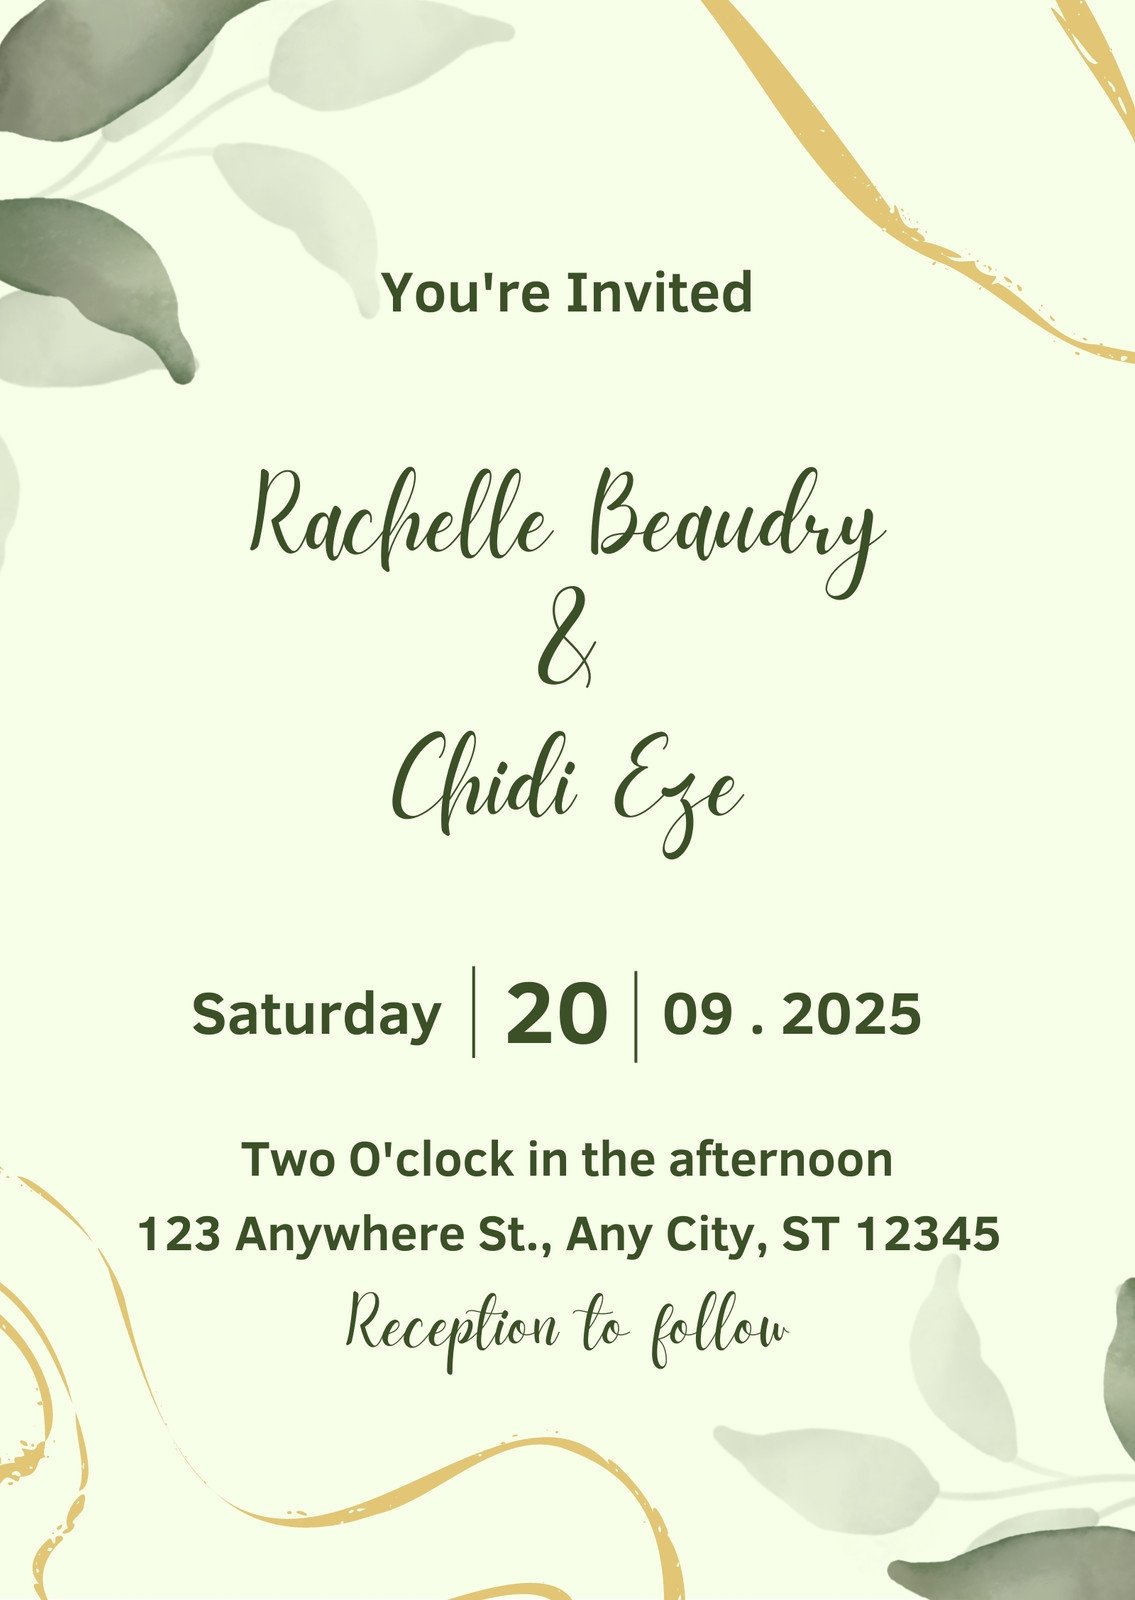 You're Invited
Rachelle Beaudry
&
Chidi Eze
Saturday 20 09 . 2025
Two O'clock in the afternoon
123 Anywhere St., Any City, ST 12345
Reception to follow